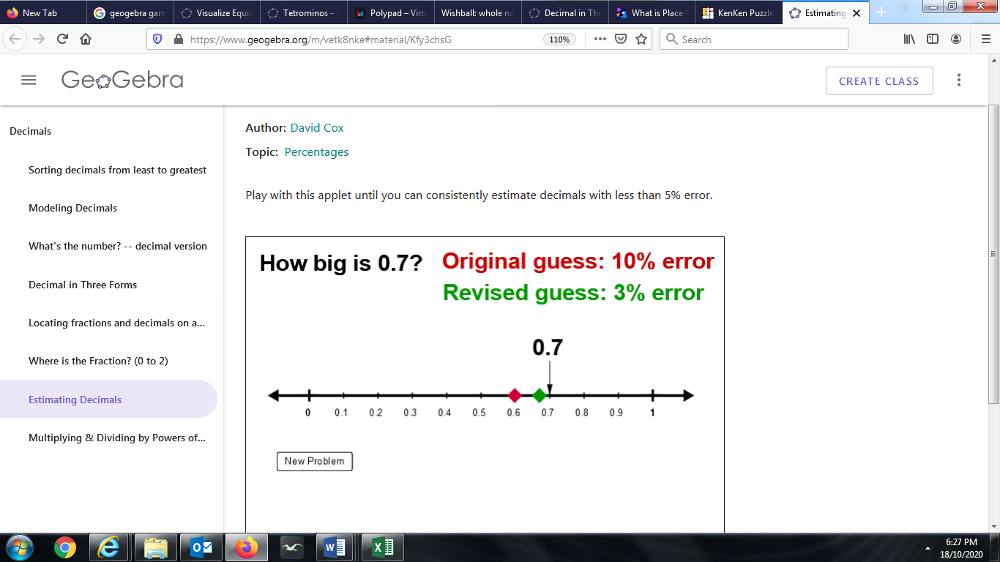 New Tab
geogebra gam
Visualize Equiv
Tetrominos – G
Polypad – Virtu
Wishball: whole nu
Decimal in Thr
What is Place V
KenKen Puzzle
Estimating
https://www.geogebra.org/m/vetk8nke#material/Kfy3chsG
110%
Search
GeoGebra
CREATE CLASS
Decimals
Sorting decimals from least to greatest
Modeling Decimals
What's the number? -- decimal version
Decimal in Three Forms
Locating fractions and decimals on a...
Where is the Fraction? (0 to 2)
Estimating Decimals
Multiplying & Dividing by Powers of...
Author: David Cox
Topic: Percentages
Play with this applet until you can consistently estimate decimals with less than 5% error.
How big is 0.7?
Original guess: 10% error
Revised guess: 3% error
0.7
0 0.1 0.2 0.3 0.4 0.5 0.6 0.7 0.8 0.9 1
New Problem
6:27 PM
18/10/2020